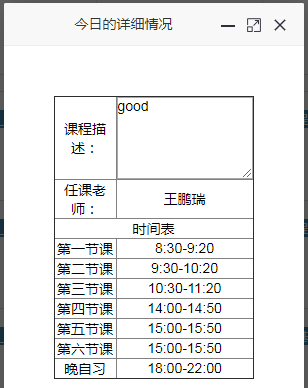 今日的详细情况
课程描
述：
good
任课老
师：
王鹏瑞
时间表
第一节课 8:30-9:20
第二节课 9:30-10:20
第三节课 10:30-11:20
第四节课 14:00-14:50
第五节课 15:00-15:50
第六节课 15:00-15:50
晚自习 18:00-22:00